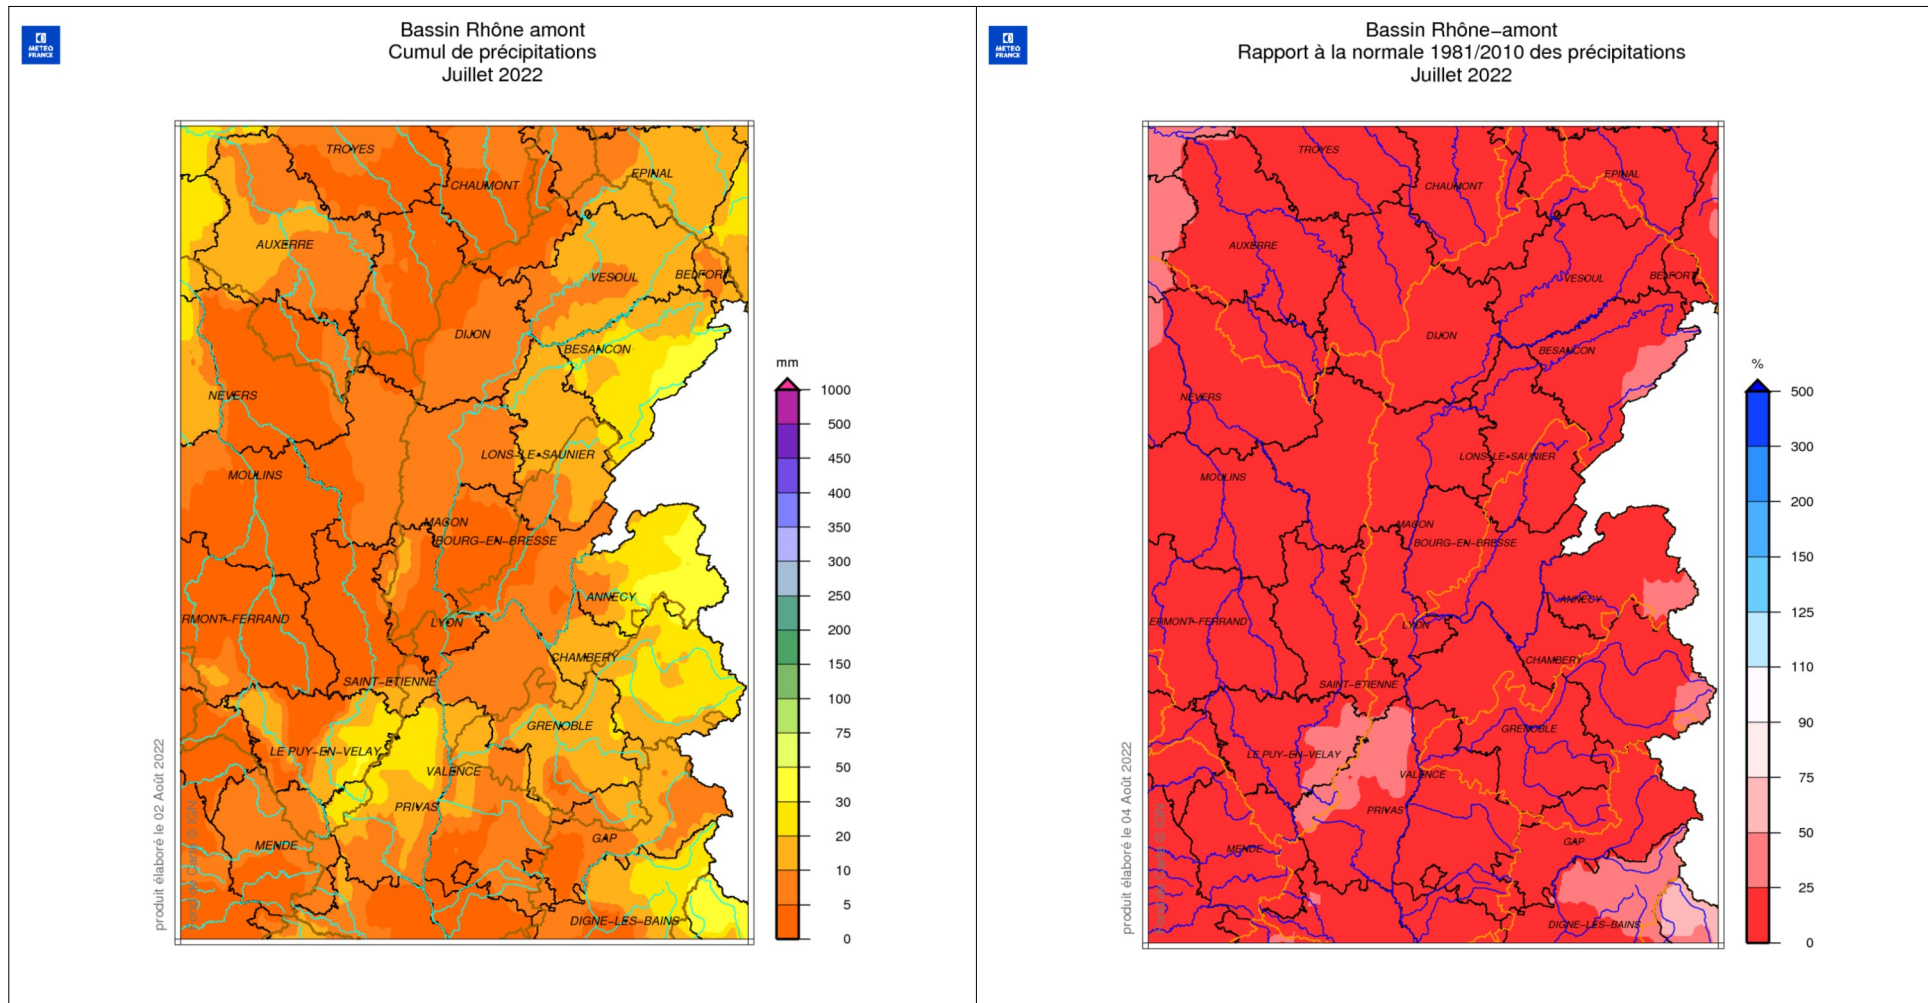 METEO
FRANCE
Bassin Rhône amont
Cumul de précipitations
Juillet 2022
TROYES
CHAUMONT
EPINAL
AUXERRE
VESOUL
BELFORT
DIJON
BESANCON
NEVERS
LONS-LE-SAUNIER
MOULINS
MACON
BOURG-EN-BRESSE
ANNECY
RMONT-FERRAND
LYON
CHAMBERY
SAINT-ETIENNE
GRENOBLE
LE PUY-EN-VELAY
VALENCE
PRIVAS
GAP
MENDE
DIGNE-LES-BAINS
produit élaboré le 02 Août 2022
mm
1000
500
450
400
350
300
250
200
150
100
75
50
30
20
10
5
0
METEO
FRANCE
Bassin Rhône-amont
Rapport à la normale 1981/2010 des précipitations
Juillet 2022
TROYES
CHAUMONT
EPINAL
AUXERRE
VESOUL
BELFORT
DIJON
BESANCON
NEVERS
LONS-LE-SAUNIER
MOULINS
MACON
BOURG-EN-BRESSE
ANNECY
ERMONT-FERRAND
LYON
CHAMBERY
SAINT-ETIENNE
GRENOBLE
LE PUY-EN-VELAY
VALENCE
PRIVAS
GAP
MENDE
DIGNE-LES-BAINS
produit élaboré le 04 Août 2022
%
500
300
200
150
125
110
90
75
50
25
0